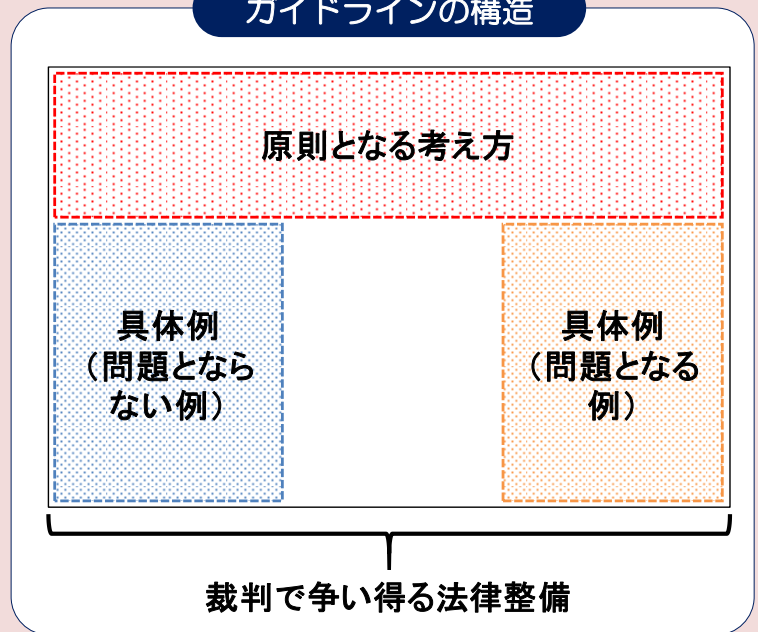 ガイドラインの構造
原則となる考え方
具体例
（問題となら
ない例）
具体例
（問題となる
例）
裁判で争い得る法律整備